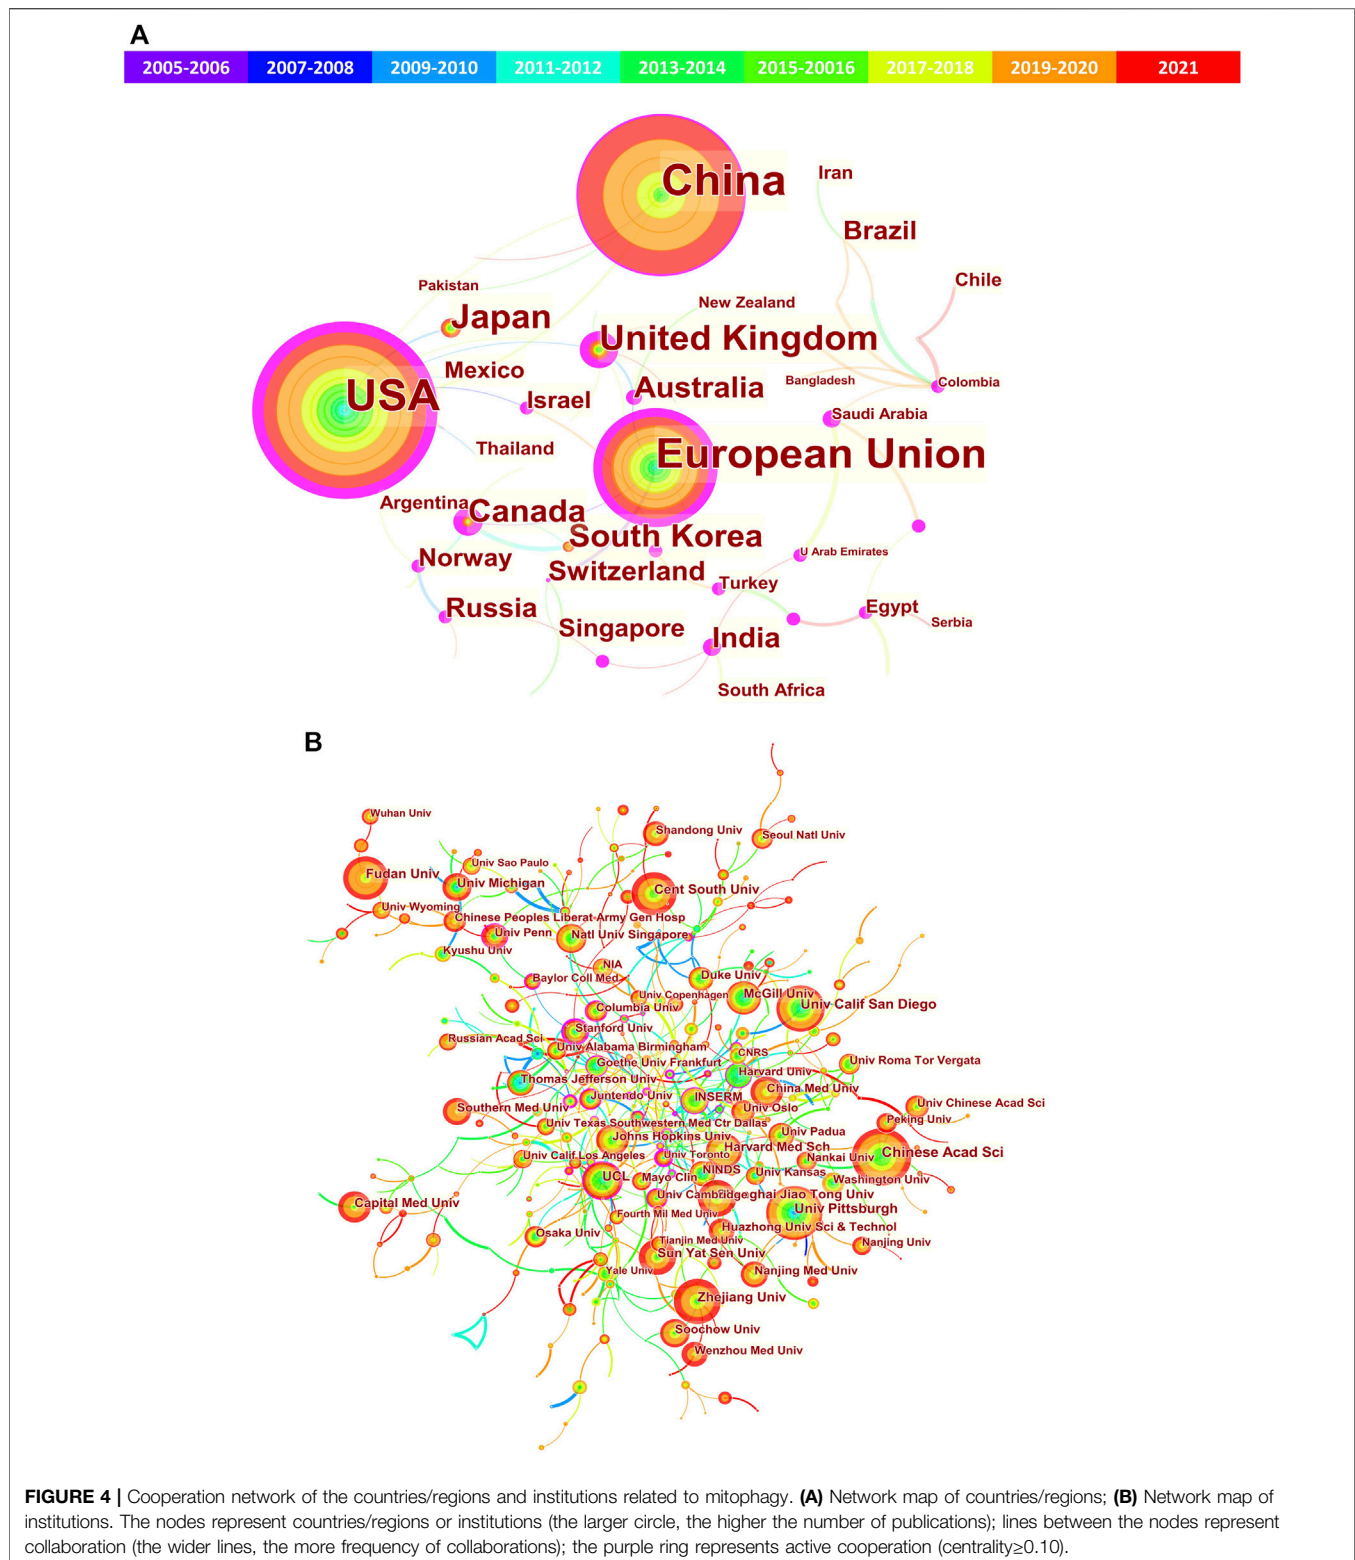 A
2005-2006 2007-2008 2009-2010 2011-2012 2013-2014 2015-20016 2017-2018 2019-2020 2021
China
Iran
Brazil
Chile
Pakistan
New Zealand
Japan
United Kingdom
Mexico
Bangladesh
Colombia
USA
Israel
Australia
Saudi Arabia
Thailand
European Union
Argentina
Canada
South Korea
U Arab Emirates
Norway
Switzerland
Turkey
Russia
Egypt
Singapore
Serbia
India
South Africa
B
Wuhan Univ
Shandong Univ
Seoul Natl Univ
Univ Sao Paulo
Fudan Univ
Univ Michigan
Cent South Univ
Univ Wyoming
Chinese Peoples Liberat Army Gen Hosp
Univ Penn
Natl Univ Singapore
Kyushu Univ
NIA
Baylor Coll Med
Duke Univ
Univ Copenhagen
McGill Univ
Univ Calif San Diego
Columbia Univ
Stanford Univ
Russian Acad Sci
Univ Alabama Birmingham
CNRS
Goethe Univ Frankfurt
Univ Roma Tor Vergata
Harvard Univ
Thomas Jefferson Univ
China Med Univ
Juntendo Univ
INSERM
Southern Med Univ
Univ Oslo
Univ Chinese Acad Sci
Peking Univ
Univ Texas Southwestern Med Ctr Dallas
Univ Padua
Johns Hopkins Univ
Harvard Med Sch
Chinese Acad Sci
Univ Calif Los Angeles
Univ Toronto
Nankai Univ
NINDS
Univ Kansas
UCL
Mayo Clin
Washington Univ
Univ Cambridge
ghai Jiao Tong Univ
Capital Med Univ
Univ Pittsburgh
Fourth Mil Med Univ
Huazhong Univ Sci & Technol
Osaka Univ
Tianjin Med Univ
Nanjing Univ
Sun Yat Sen Univ
Yale Univ
Nanjing Med Univ
Zhejiang Univ
Soochow Univ
Wenzhou Med Univ
FIGURE 4 | Cooperation network of the countries/regions and institutions related to mitophagy. (A) Network map of countries/regions; (B) Network map of
institutions. The nodes represent countries/regions or institutions (the larger circle, the higher the number of publications); lines between the nodes represent
collaboration (the wider lines, the more frequency of collaborations); the purple ring represents active cooperation (centrality≥0.10).